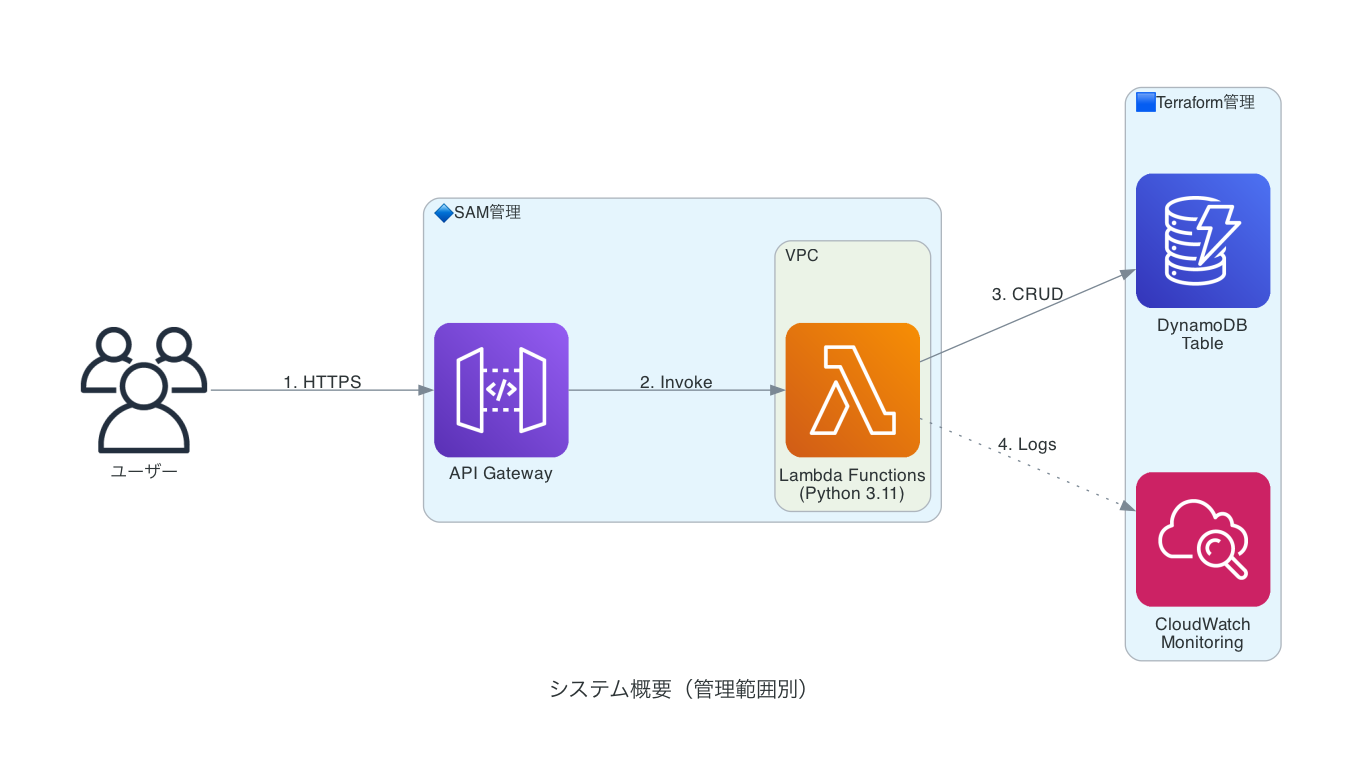 🔷SAM管理
VPC
🟦Terraform管理
ユーザー
1. HTTPS
API Gateway
2. Invoke
Lambda Functions
(Python 3.11)
3. CRUD
DynamoDB
Table
4. Logs
CloudWatch
Monitoring
システム概要（管理範囲別）